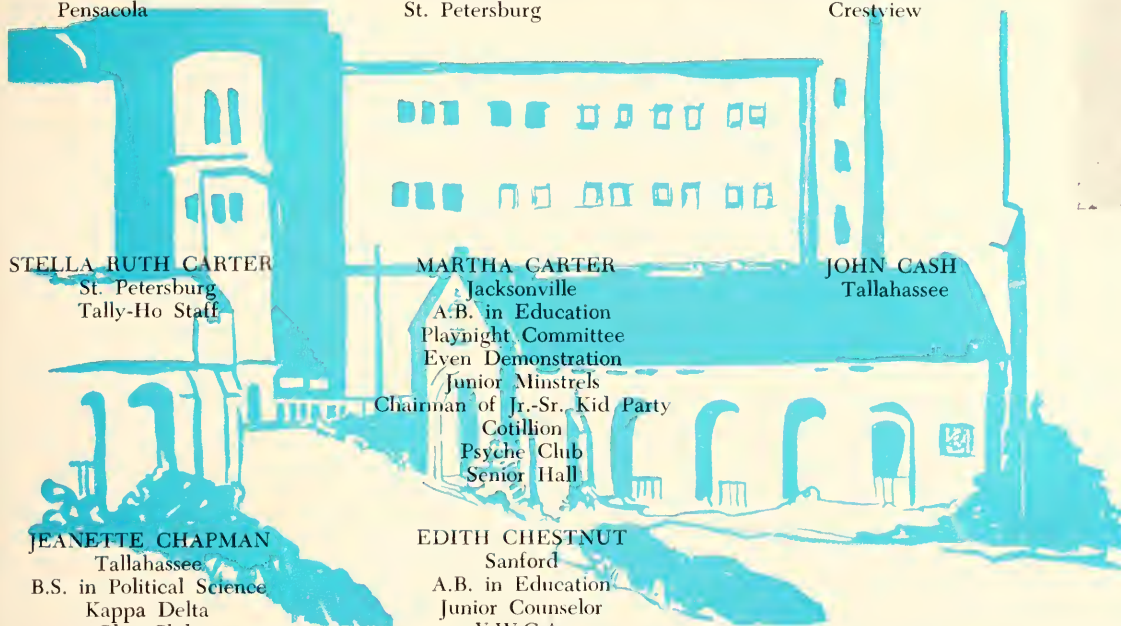 Pensacola
St. Petersburg
Crestview
STELLA RUTH CARTER
St. Petersburg
Tally-Ho Staff
MARTHA CARTER
Jacksonville
A.B. in Education
Playnight Committee
Even Demonstration
Junior Minstrels
Chairman of Jr.-Sr. Kid Party
Cotillion
Psyche Club
Senior Hall
JOHN CASH
Tallahassee
JEANETTE CHAPMAN
Tallahassee
B.S. in Political Science
Kappa Delta
EDITH CHESTNUT
Sanford
A.B. in Education
Junior Counselor